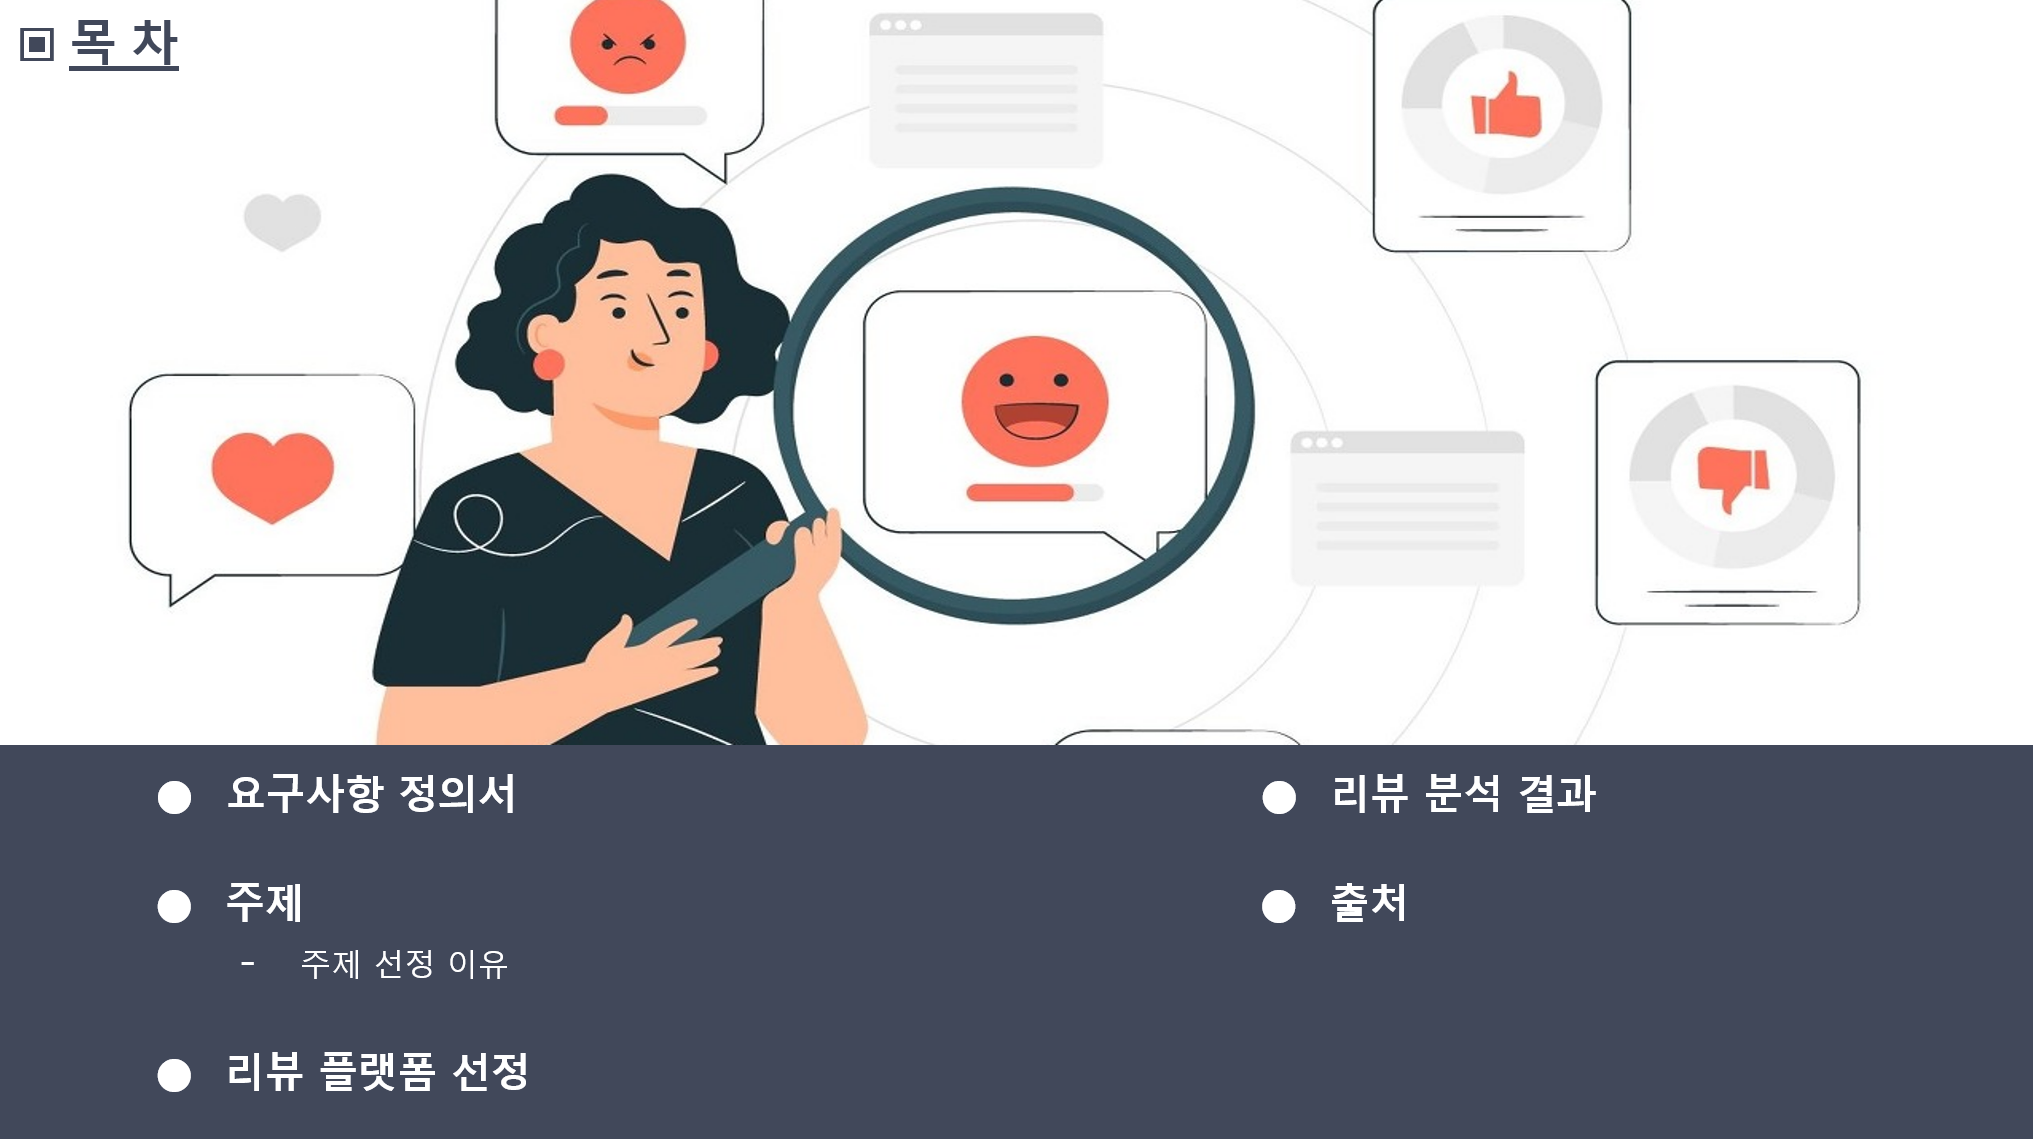 ▣ 목 차
● 요구사항 정의서
● 주제
- 주제 선정 이유
● 리뷰 플랫폼 선정
● 리뷰 분석 결과
● 출처